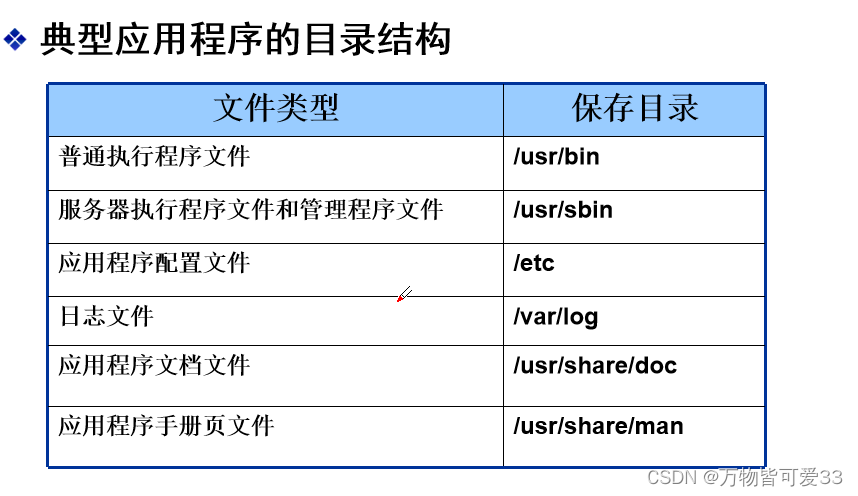 典型应用程序的目录结构
文件类型 保存目录
普通执行程序文件 /usr/bin
服务器执行程序文件和管理程序文件 /usr/sbin
应用程序配置文件 /etc
日志文件 /var/log
应用程序文档文件 /usr/share/doc
应用程序手册页文件 /usr/share/man
CSDN @万物皆可爱33